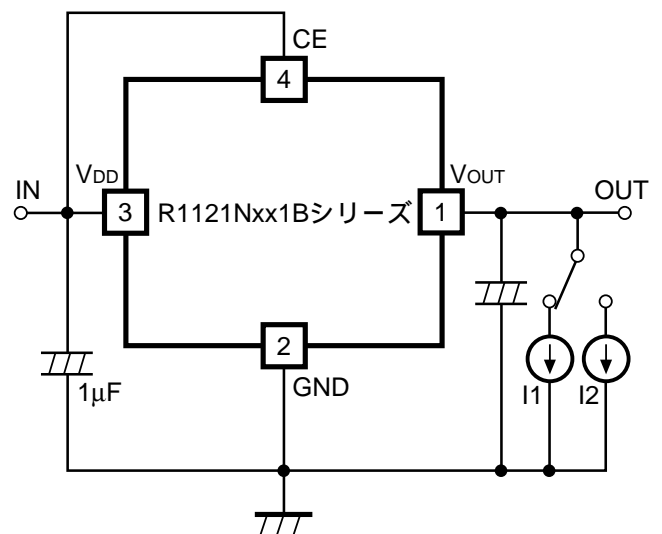 CE
4
VDD
VOUT
IN
OUT
3
R1121Nxx1Bシリーズ
1
2
GND
1μF
I1
I2